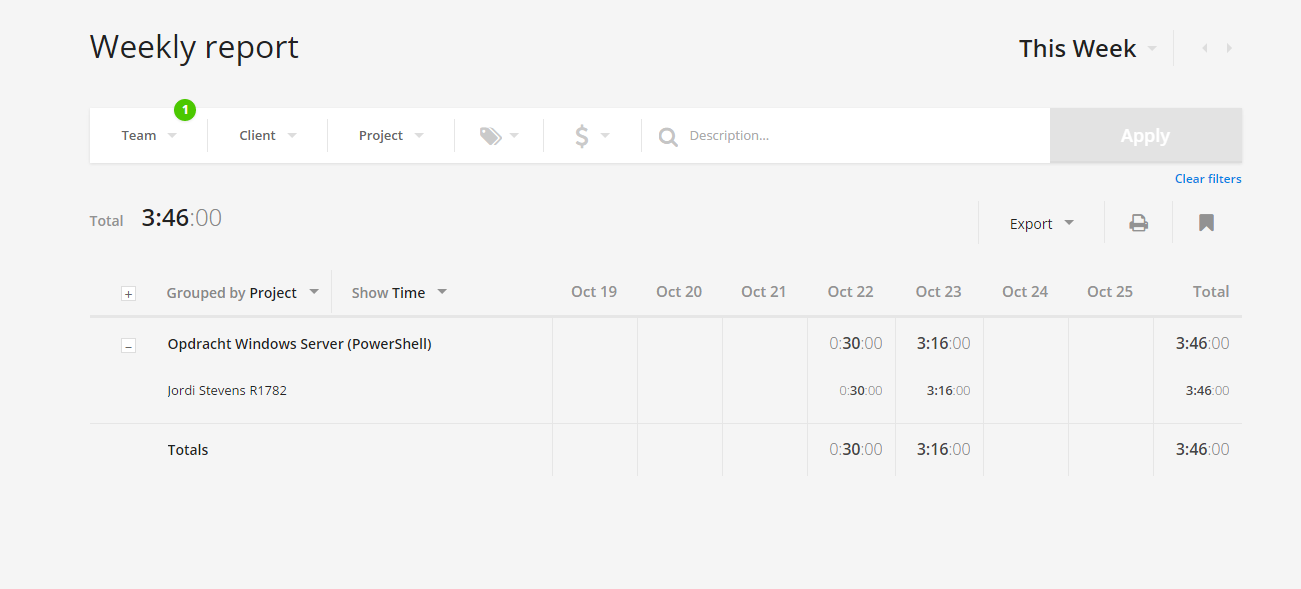 Weekly report
This Week
1
Team Client Project $ Description... Apply
Clear filters
Total 3:46:00
Export
+ Grouped by Project Show Time Oct 19 Oct 20 Oct 21 Oct 22 Oct 23 Oct 24 Oct 25 Total
– Opdracht Windows Server (PowerShell) 0:30:00 3:16:00 3:46:00
Jordi Stevens R1782 0:30:00 3:16:00 3:46:00
Totals 0:30:00 3:16:00 3:46:00